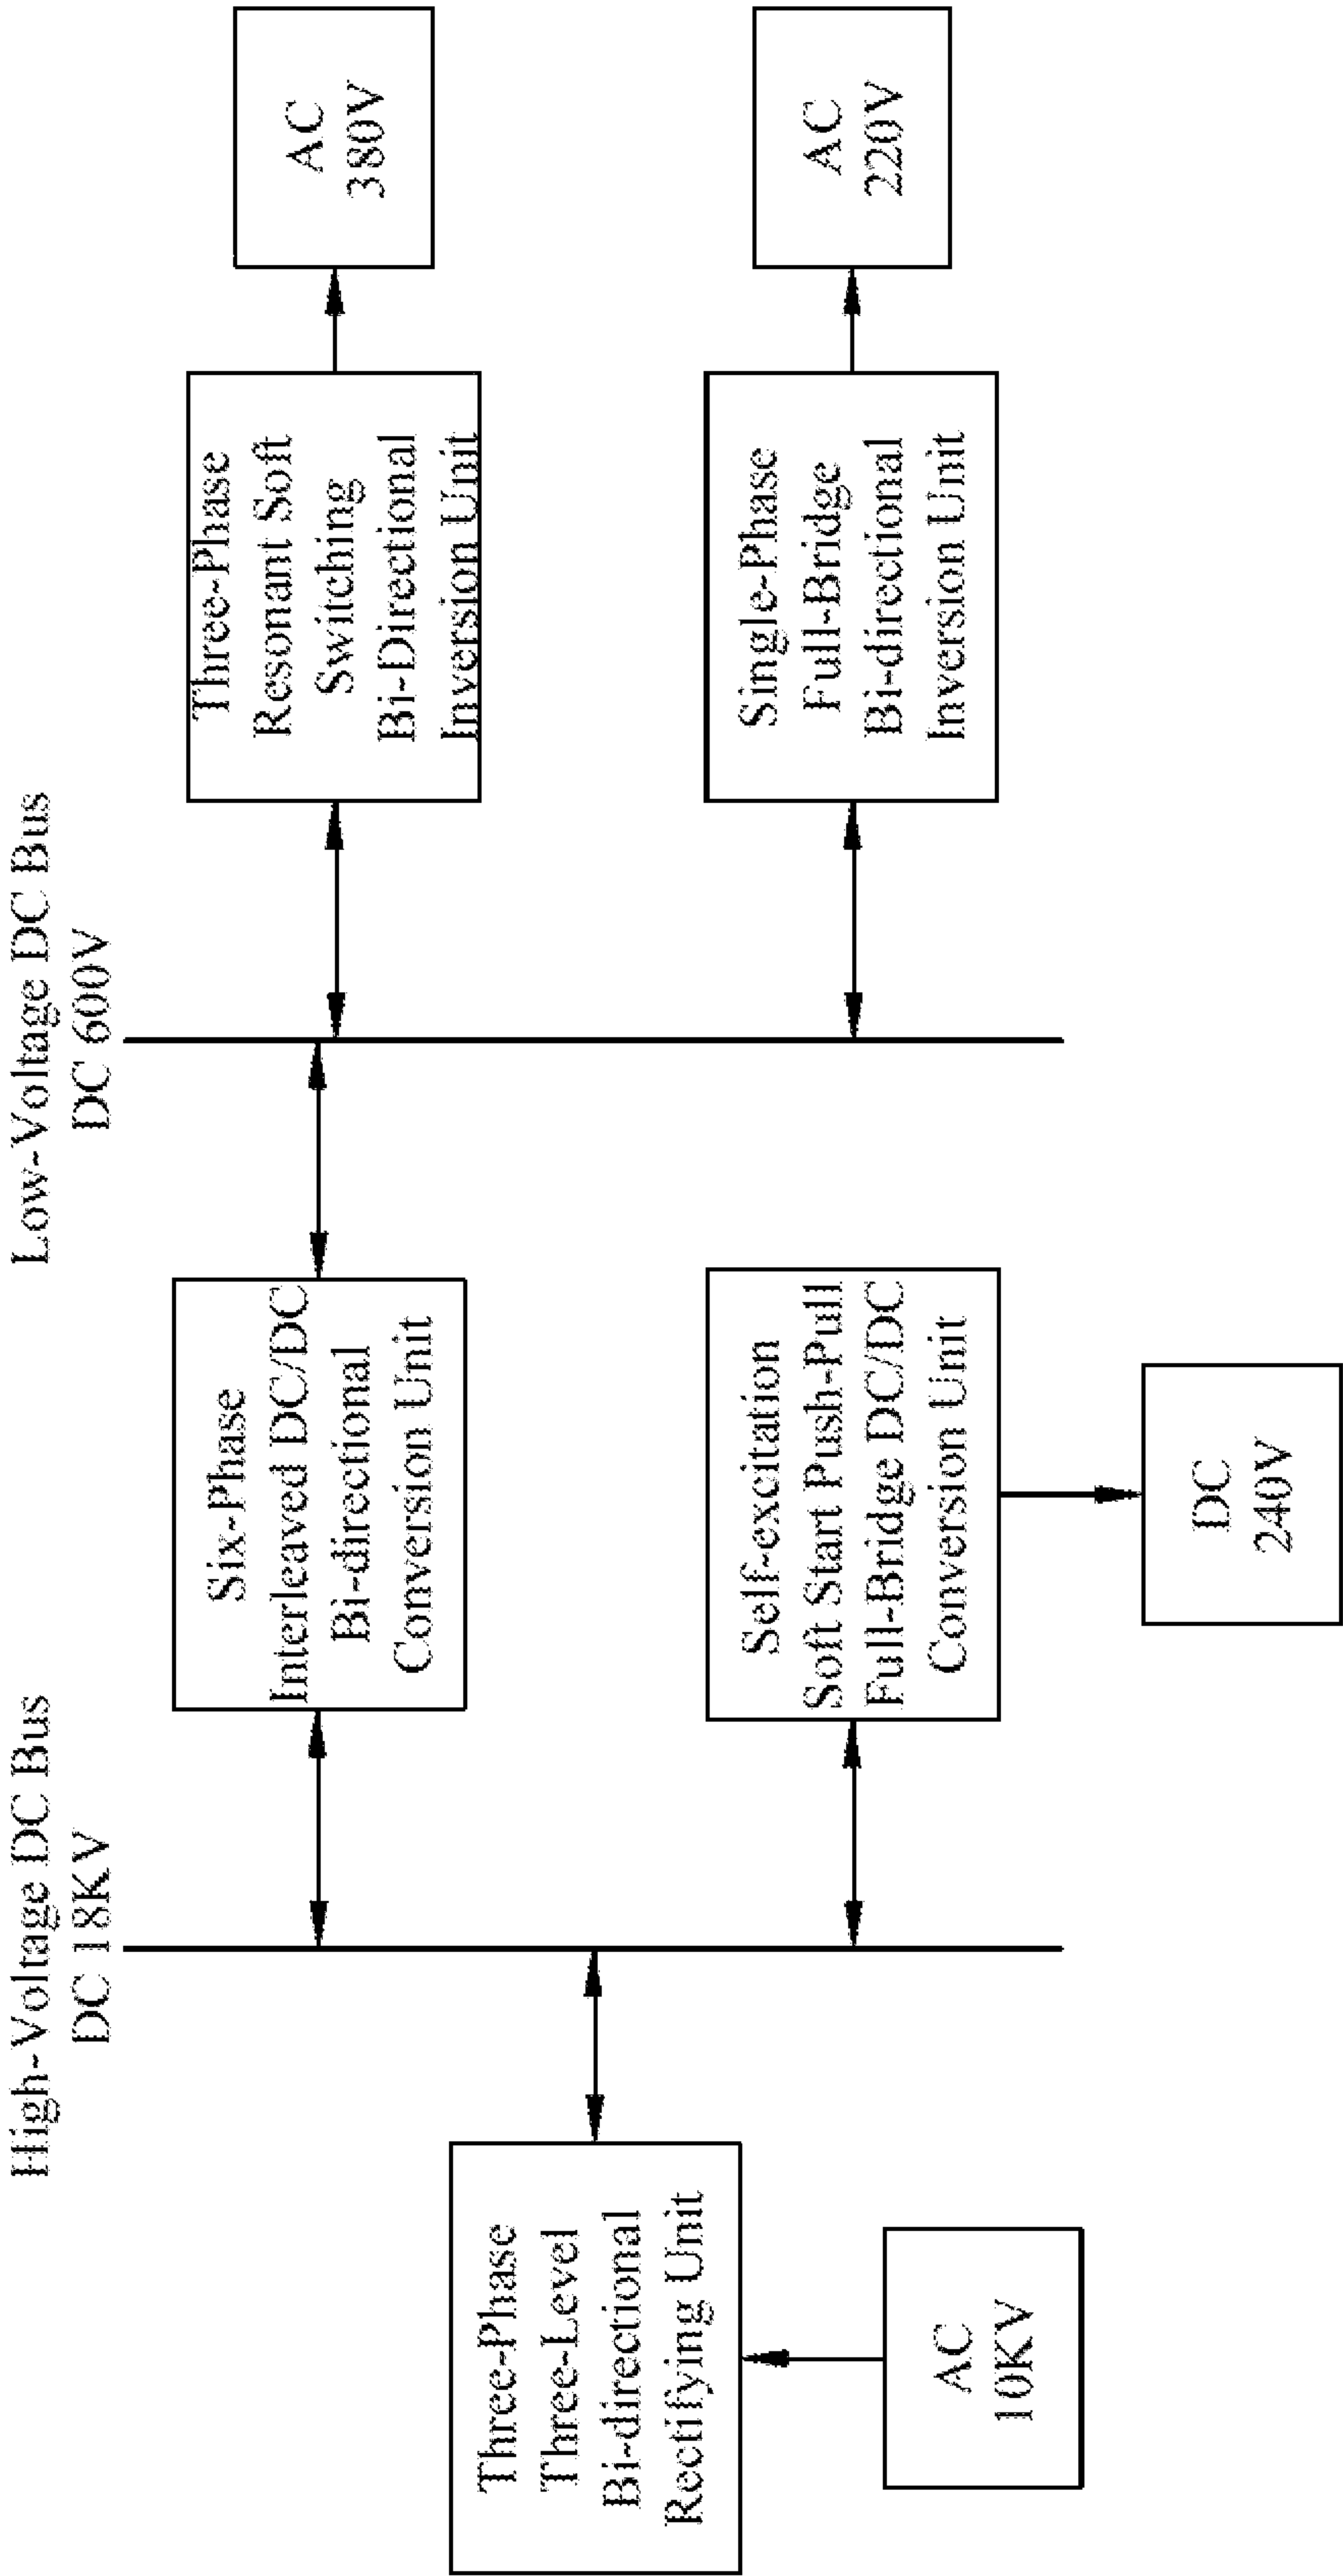 High-Voltage DC Bus
DC 18KV
Low-Voltage DC Bus
DC 600V
Three-Phase
Three-Level
Bi-directional
Rectifying Unit
AC
10KV
Six-Phase
Interleaved DC/DC
Bi-directional
Conversion Unit
Self-excitation
Soft Start Push-Pull
Full-Bridge DC/DC
Conversion Unit
DC
240V
Three-Phase
Resonant Soft
Switching
Bi-Directional
Inversion Unit
AC
380V
Single-Phase
Full-Bridge
Bi-directional
Inversion Unit
AC
220V